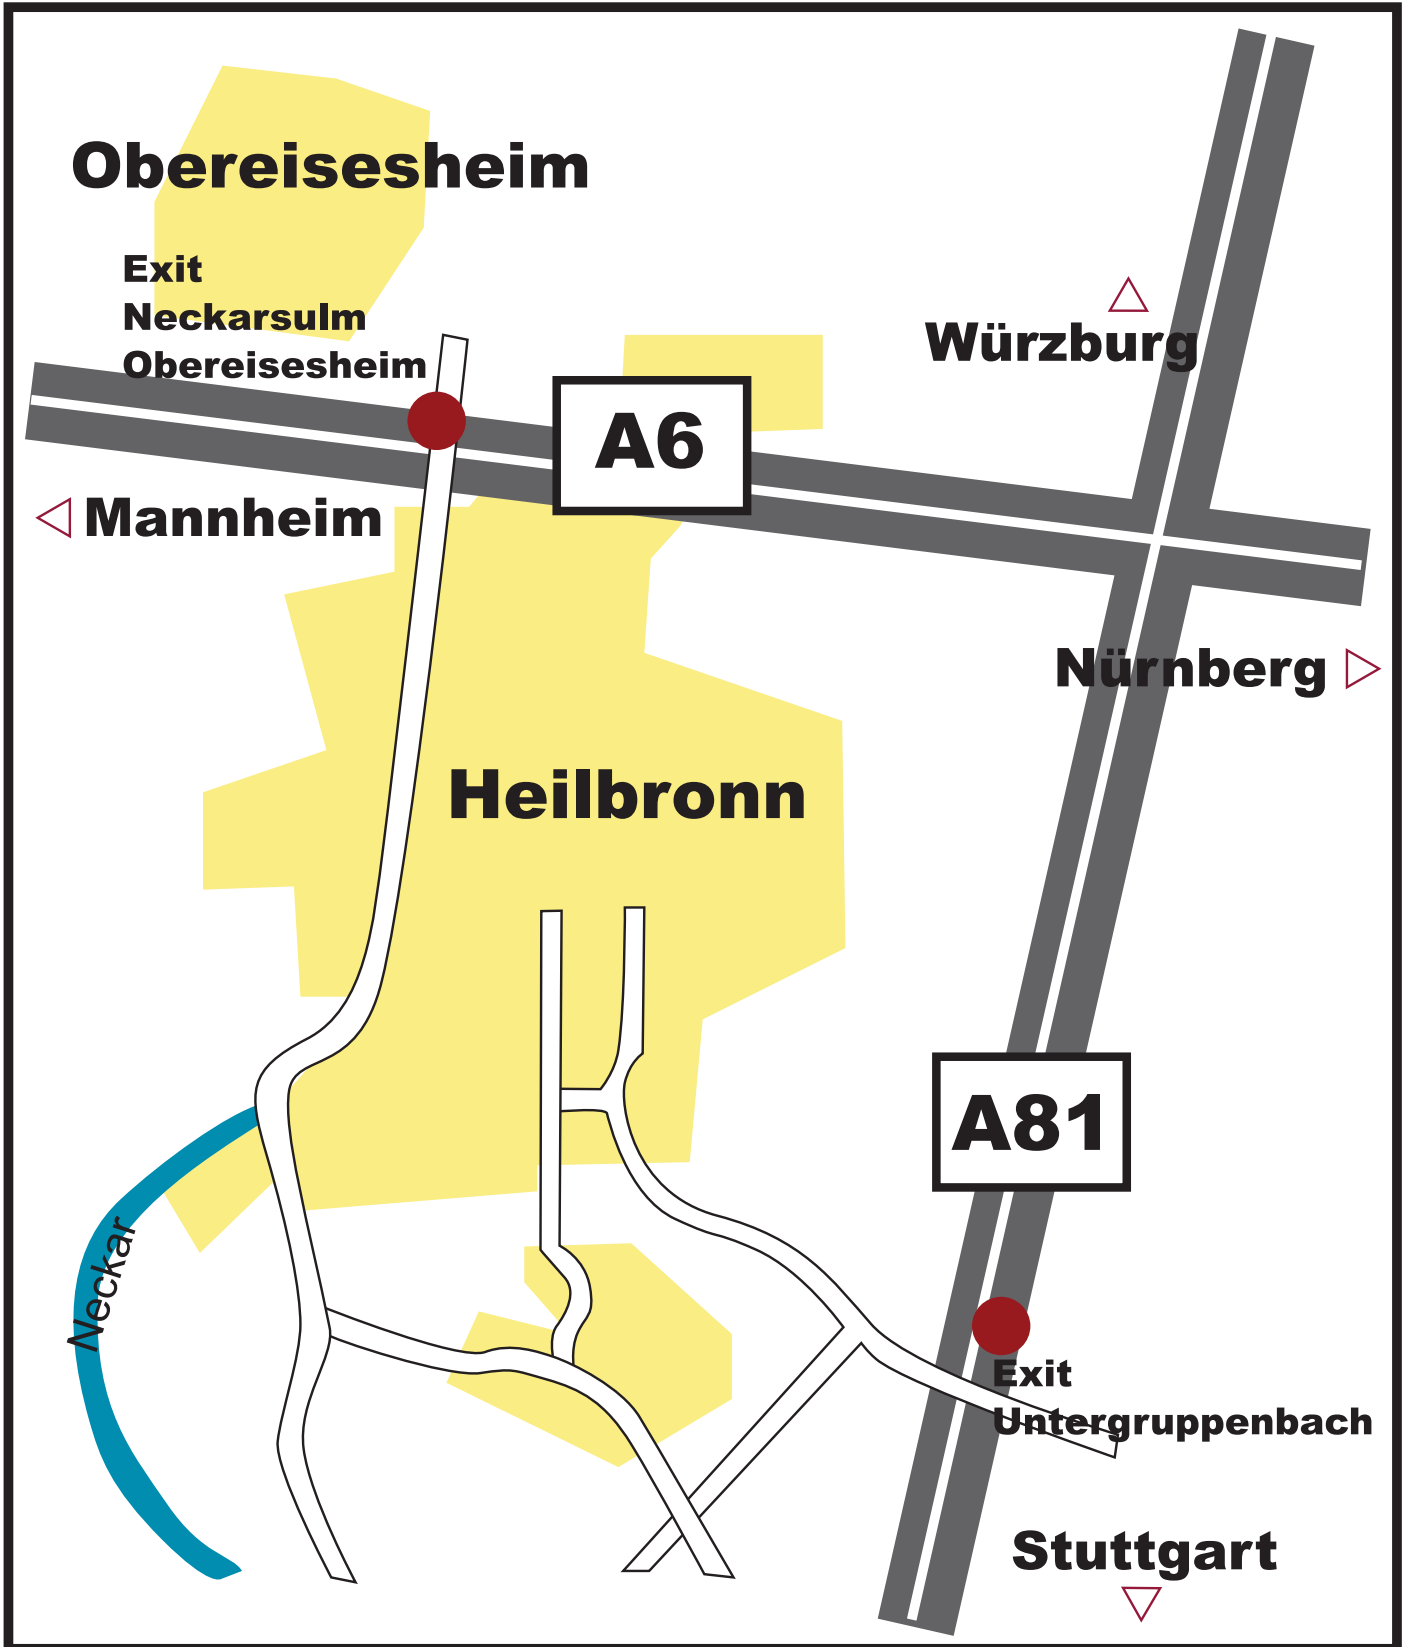 Obereisesheim
Exit
Neckarsulm
Obereisesheim
Würzburg
A6
Mannheim
Nürnberg
Heilbronn
A81
Neckar
Exit
Untergruppenbach
Stuttgart